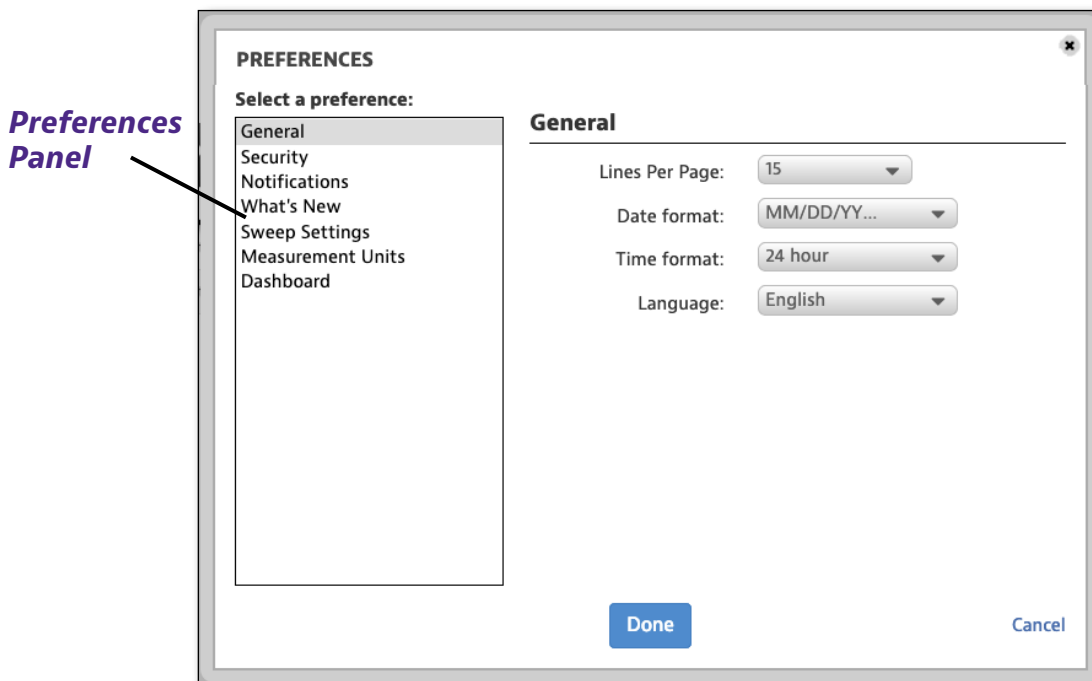 Preferences
Panel
PREFERENCES
Select a preference:
General
Security
Notifications
What's New
Sweep Settings
Measurement Units
Dashboard
General
Lines Per Page: 15
Date format: MM/DD/YY...
Time format: 24 hour
Language: English
Done
Cancel